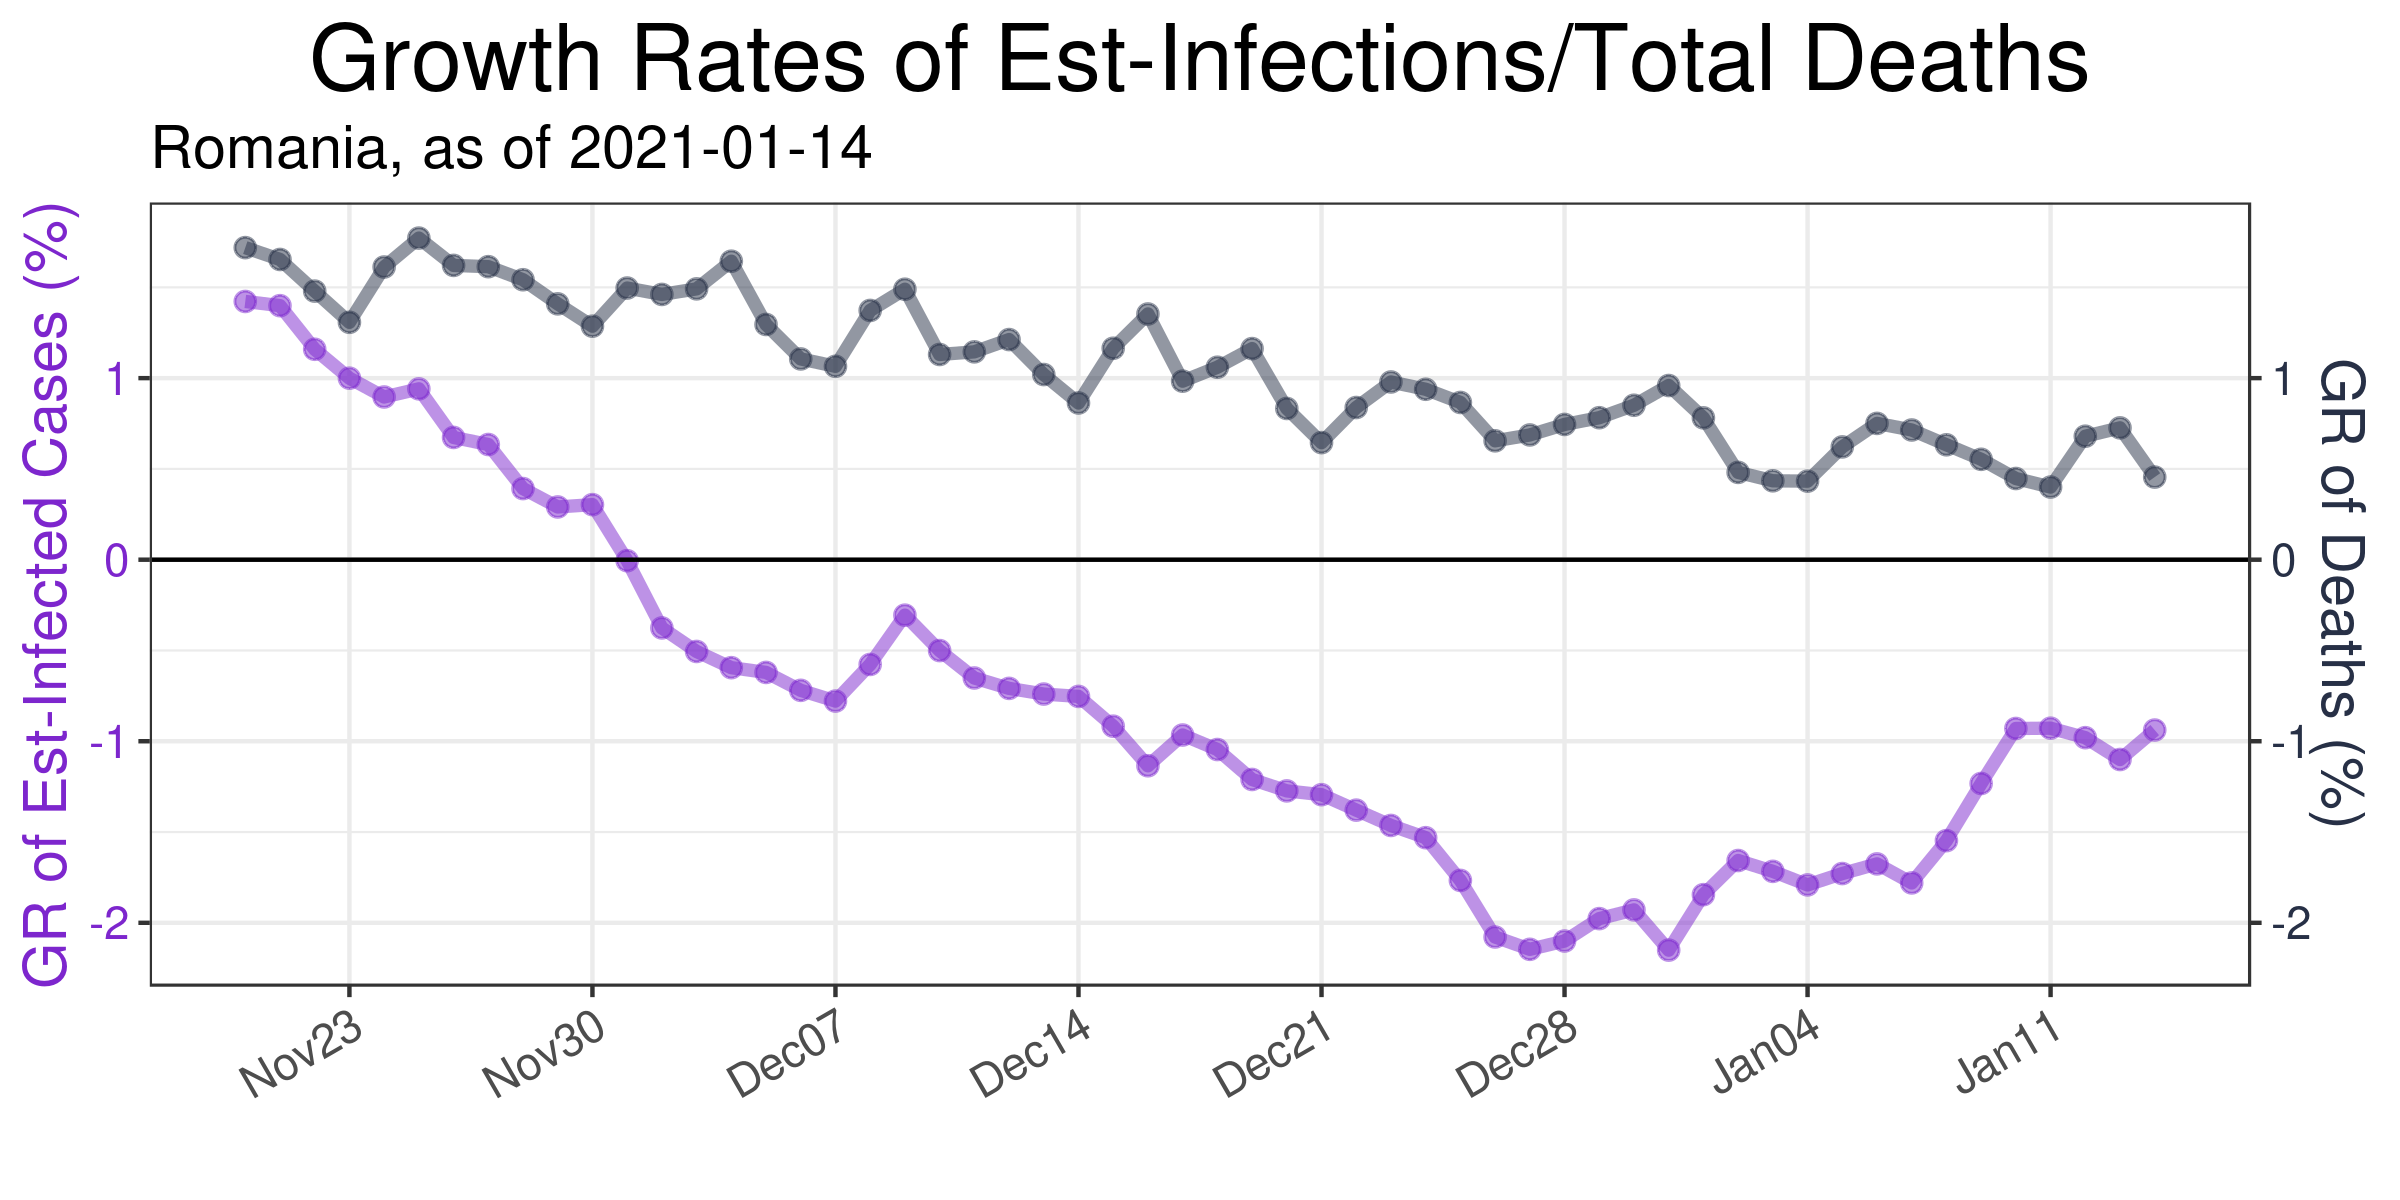 Growth Rates of Est-Infections/Total Deaths
Romania, as of 2021-01-14
GR of Est-Infected Cases (%)
1
0
-1
-2
1
0
-1
-2
GR of Deaths (%)
Nov23
Nov30
Dec07
Dec14
Dec21
Dec28
Jan04
Jan11